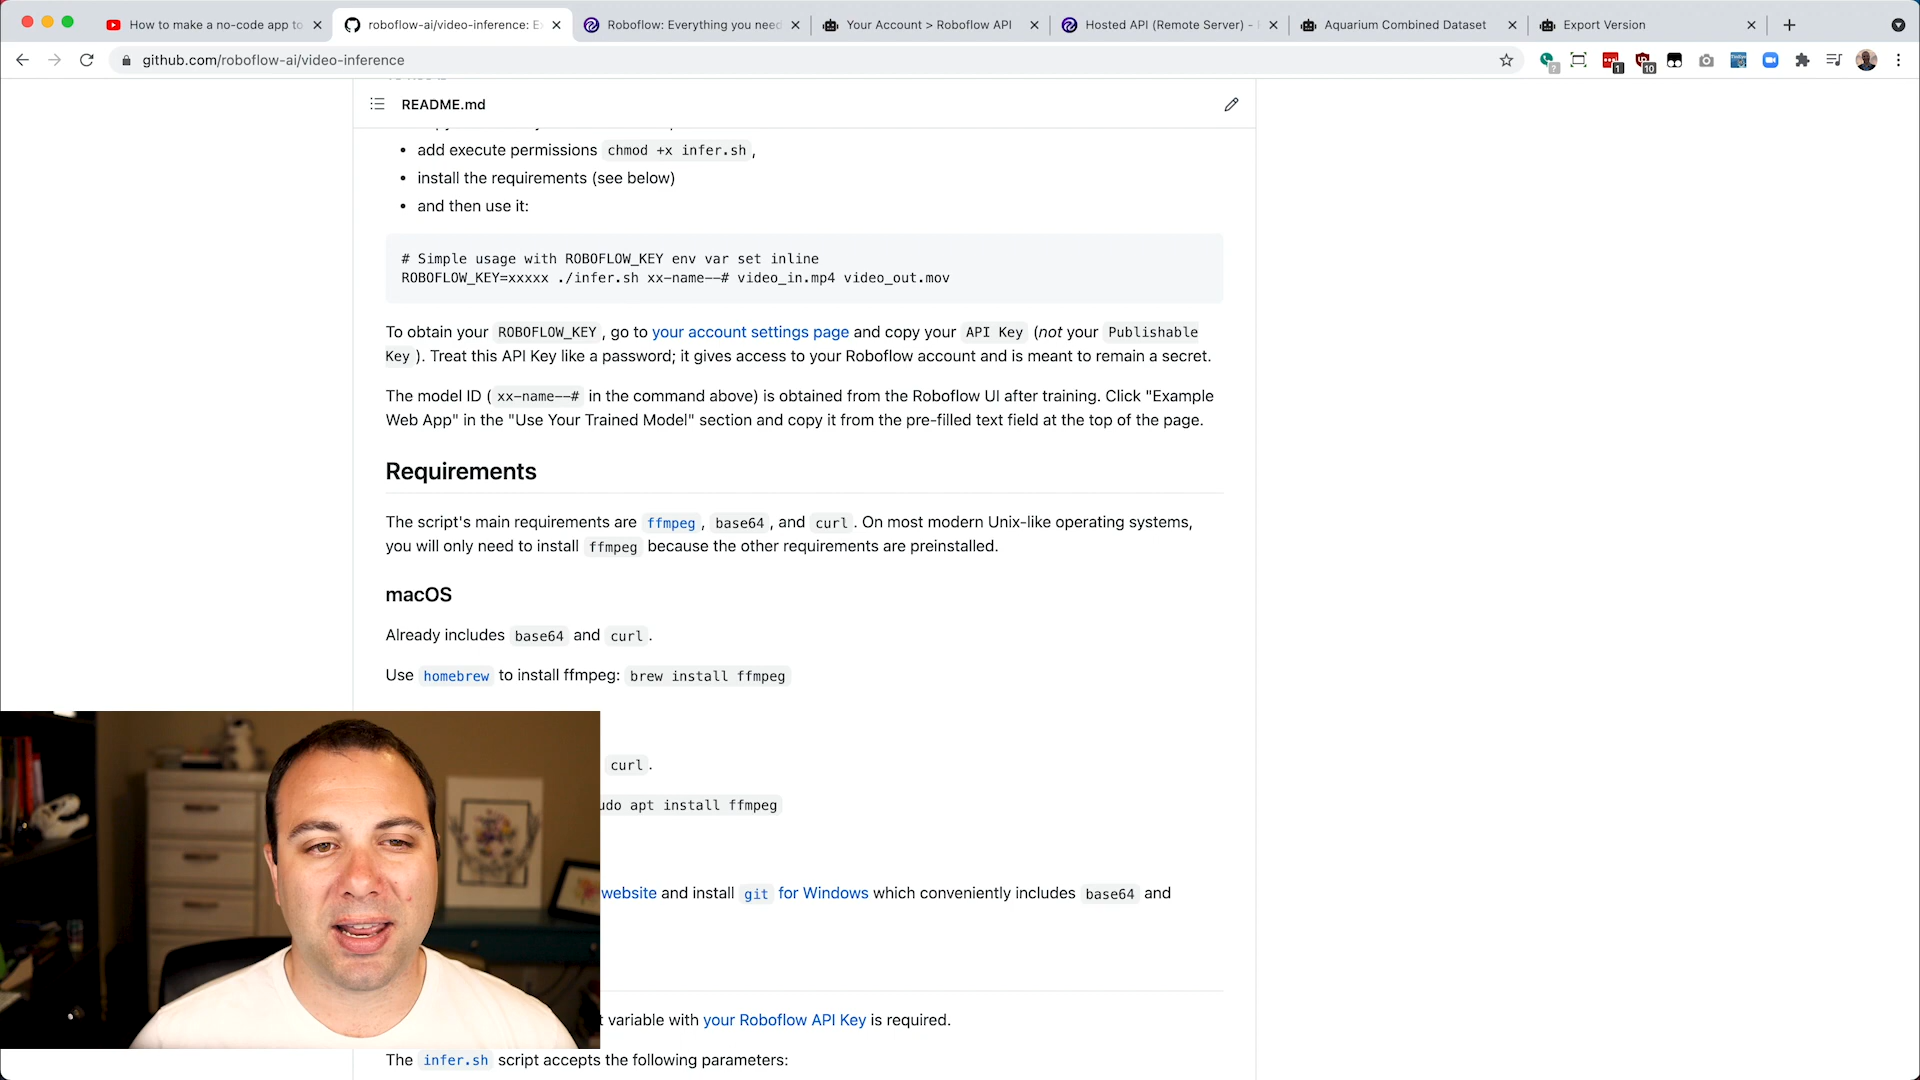 How to make a no-code app to
roboflow-ai/video-inference: E
Roboflow: Everything you need
Your Account > Roboflow API
Hosted API (Remote Server) -
Aquarium Combined Dataset
Export Version
github.com/roboflow-ai/video-inference
?
1
10
README.md
• add execute permissions chmod +x infer.sh,
• install the requirements (see below)
• and then use it:
# Simple usage with ROBOFLOW_KEY env var set inline
ROBOFLOW_KEY=xxxxx ./infer.sh xx-name--# video_in.mp4 video_out.mov
To obtain your ROBOFLOW_KEY, go to your account settings page and copy your API Key (not your Publishable
Key). Treat this API Key like a password; it gives access to your Roboflow account and is meant to remain a secret.
The model ID (xx-name--# in the command above) is obtained from the Roboflow UI after training. Click "Example
Web App" in the "Use Your Trained Model" section and copy it from the pre-filled text field at the top of the page.
Requirements
The script's main requirements are ffmpeg, base64, and curl. On most modern Unix-like operating systems,
you will only need to install ffmpeg because the other requirements are preinstalled.
macOS
Already includes base64 and curl.
Use homebrew to install ffmpeg: brew install ffmpeg
curl.
udo apt install ffmpeg
website and install git for Windows which conveniently includes base64 and
t variable with your Roboflow API Key is required.
The infer.sh script accepts the following parameters: